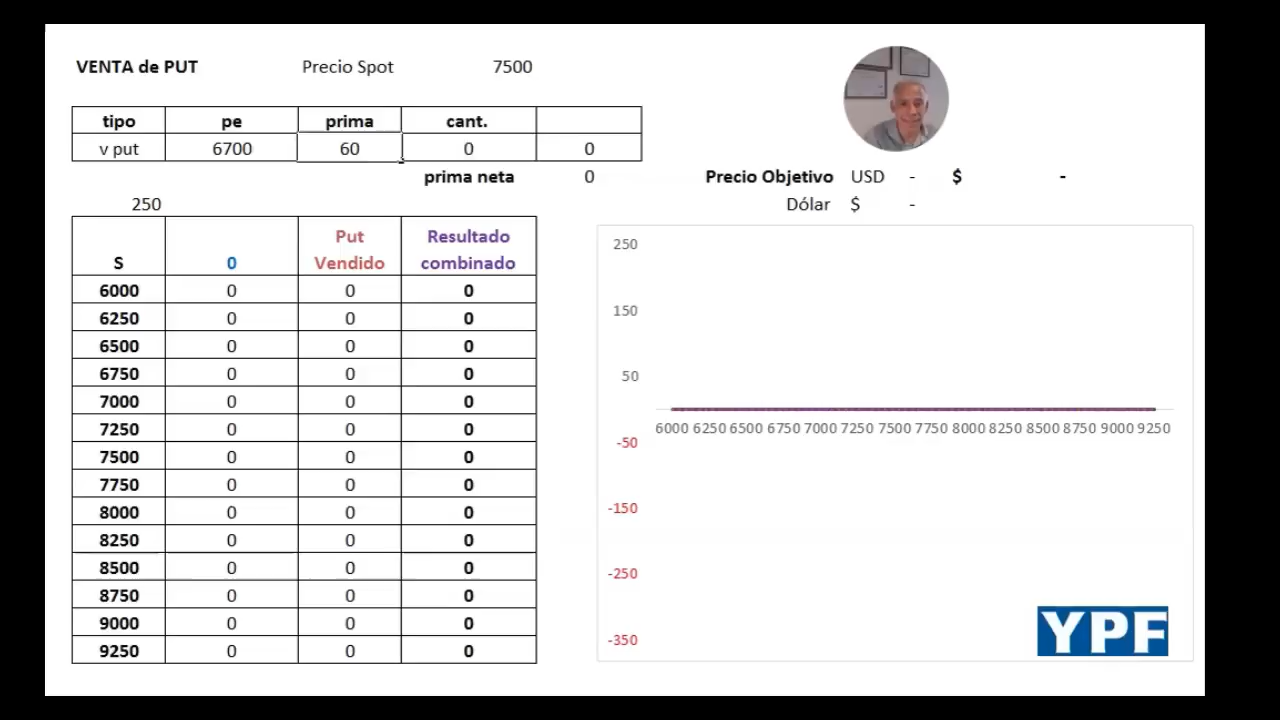 VENTA de PUT Precio Spot 7500
tipo pe prima cant.
v put 6700 60 0 0
prima neta 0
Precio Objetivo USD - $ -
Dólar $ -
250
S 0 Put Vendido Resultado combinado
6000 0 0 0
6250 0 0 0
6500 0 0 0
6750 0 0 0
7000 0 0 0
7250 0 0 0
7500 0 0 0
7750 0 0 0
8000 0 0 0
8250 0 0 0
8500 0 0 0
8750 0 0 0
9000 0 0 0
9250 0 0 0
250
150
50
6000 6250 6500 6750 7000 7250 7500 7750 8000 8250 8500 8750 9000 9250
-50
-150
-250
-350
YPF